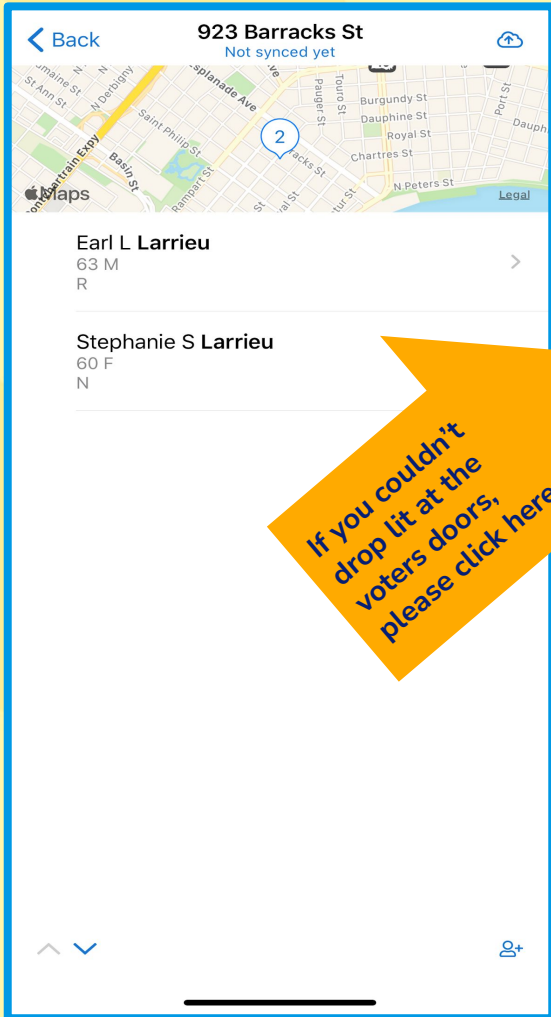 Back
923 Barracks St
Not synced yet
St Ann St
N Derbigny
Esplanade Ave
Saint Philip St
Basin St
Rampart St
Pauger St
Touro St
Burgundy St
Dauphine St
Royal St
Chartres St
N Peters St
Port St
Dauph
2
Maps
Legal
Earl L Larrieu
63 M
R
Stephanie S Larrieu
60 F
N
If you couldn't
drop lit at the
voters doors,
please click here